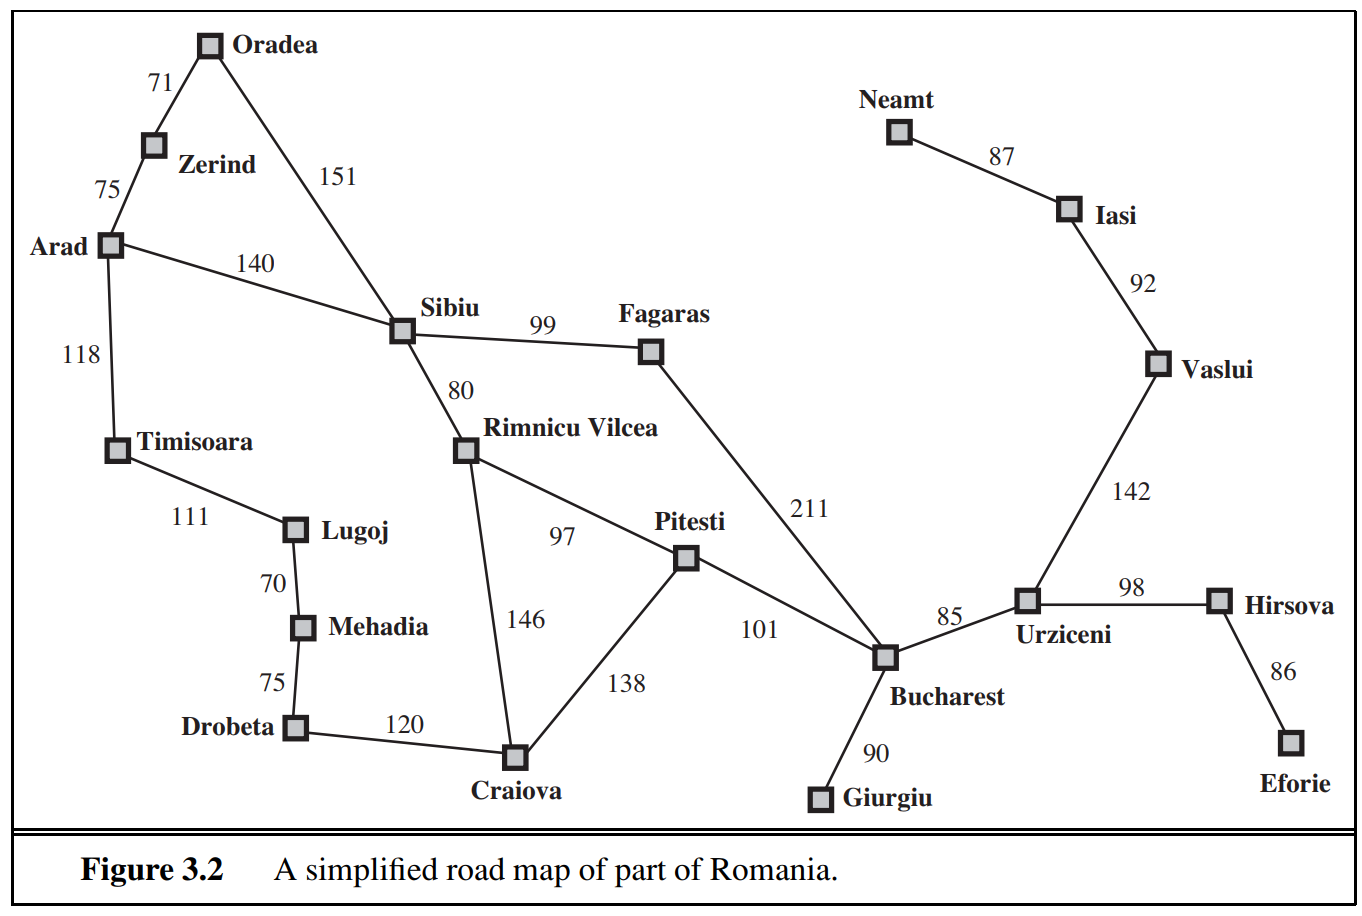 Oradea
71
Neamt
87
Zerind
151
75
Iasi
Arad
140
92
Sibiu
Fagaras
99
118
Vaslui
80
Timisoara
Rimnicu Vilcea
142
211
111
Pitesti
Lugoj
97
70
98
Mehadia
146
85
Hirsova
101
Urziceni
75
138
86
Bucharest
Drobeta
120
90
Craiova
Giurgiu
Eforie
Figure 3.2 A simplified road map of part of Romania.